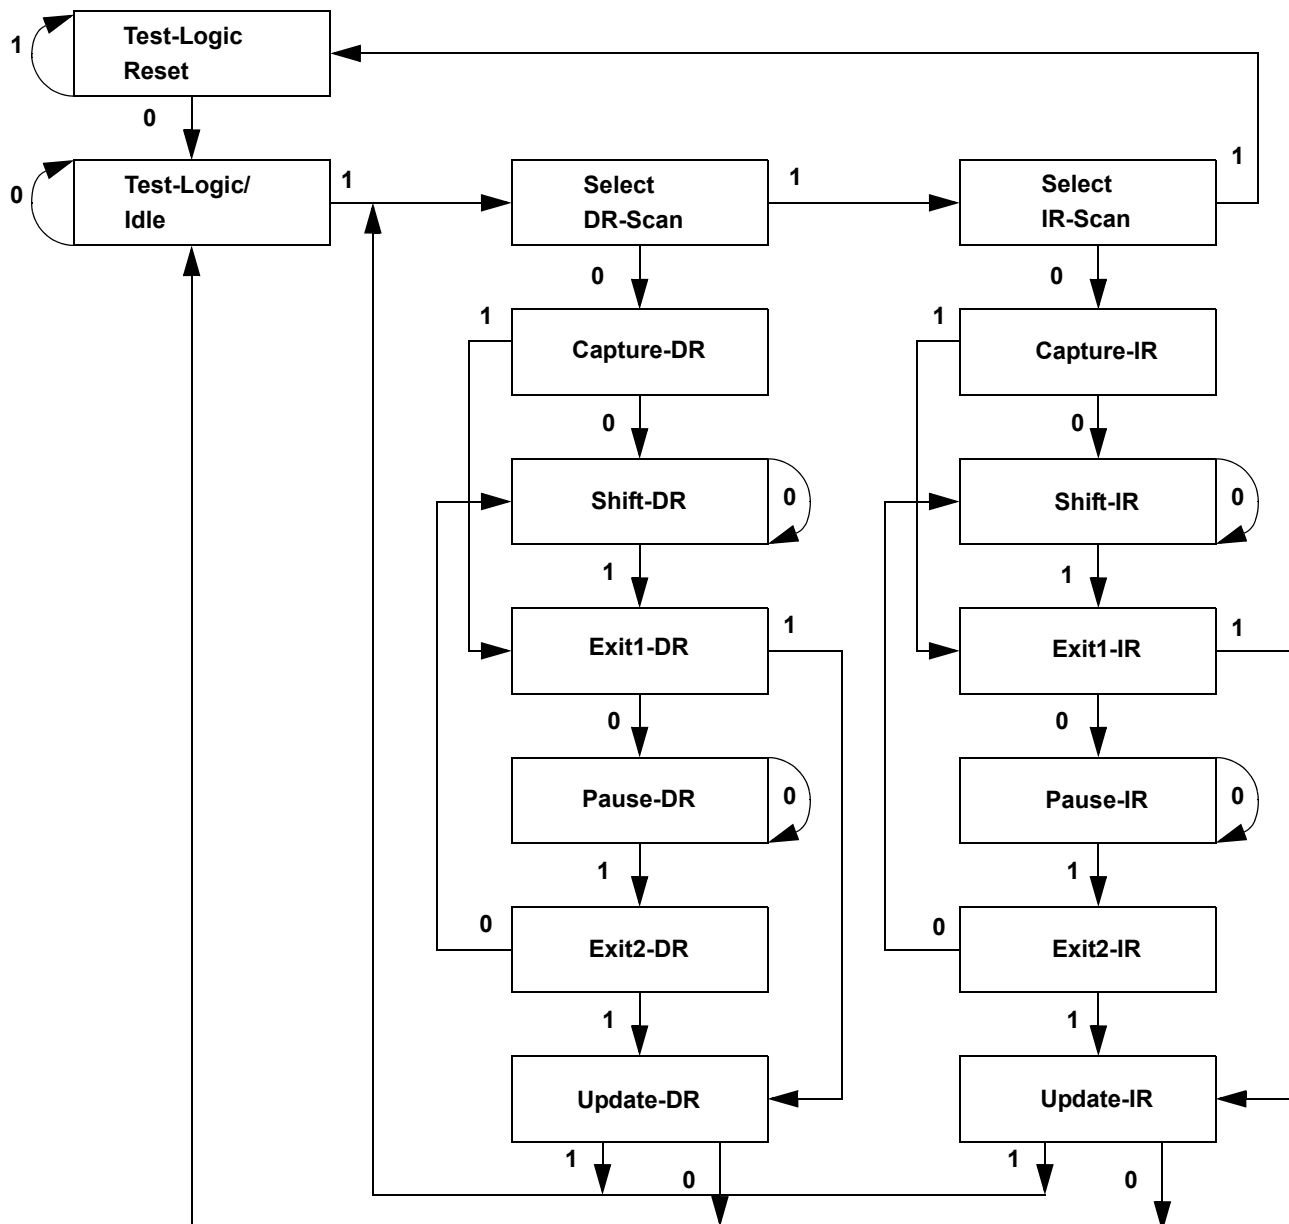 Test-Logic
Reset
1
0
Test-Logic/
Idle
0
1
Select
DR-Scan
1
Select
IR-Scan
1
0
0
1
Capture-DR
1
Capture-IR
0
0
Shift-DR
0
Shift-IR
0
1
1
Exit1-DR
1
Exit1-IR
1
0
0
Pause-DR
0
Pause-IR
0
1
1
0
Exit2-DR
0
Exit2-IR
1
1
Update-DR
Update-IR
1
0
1
0